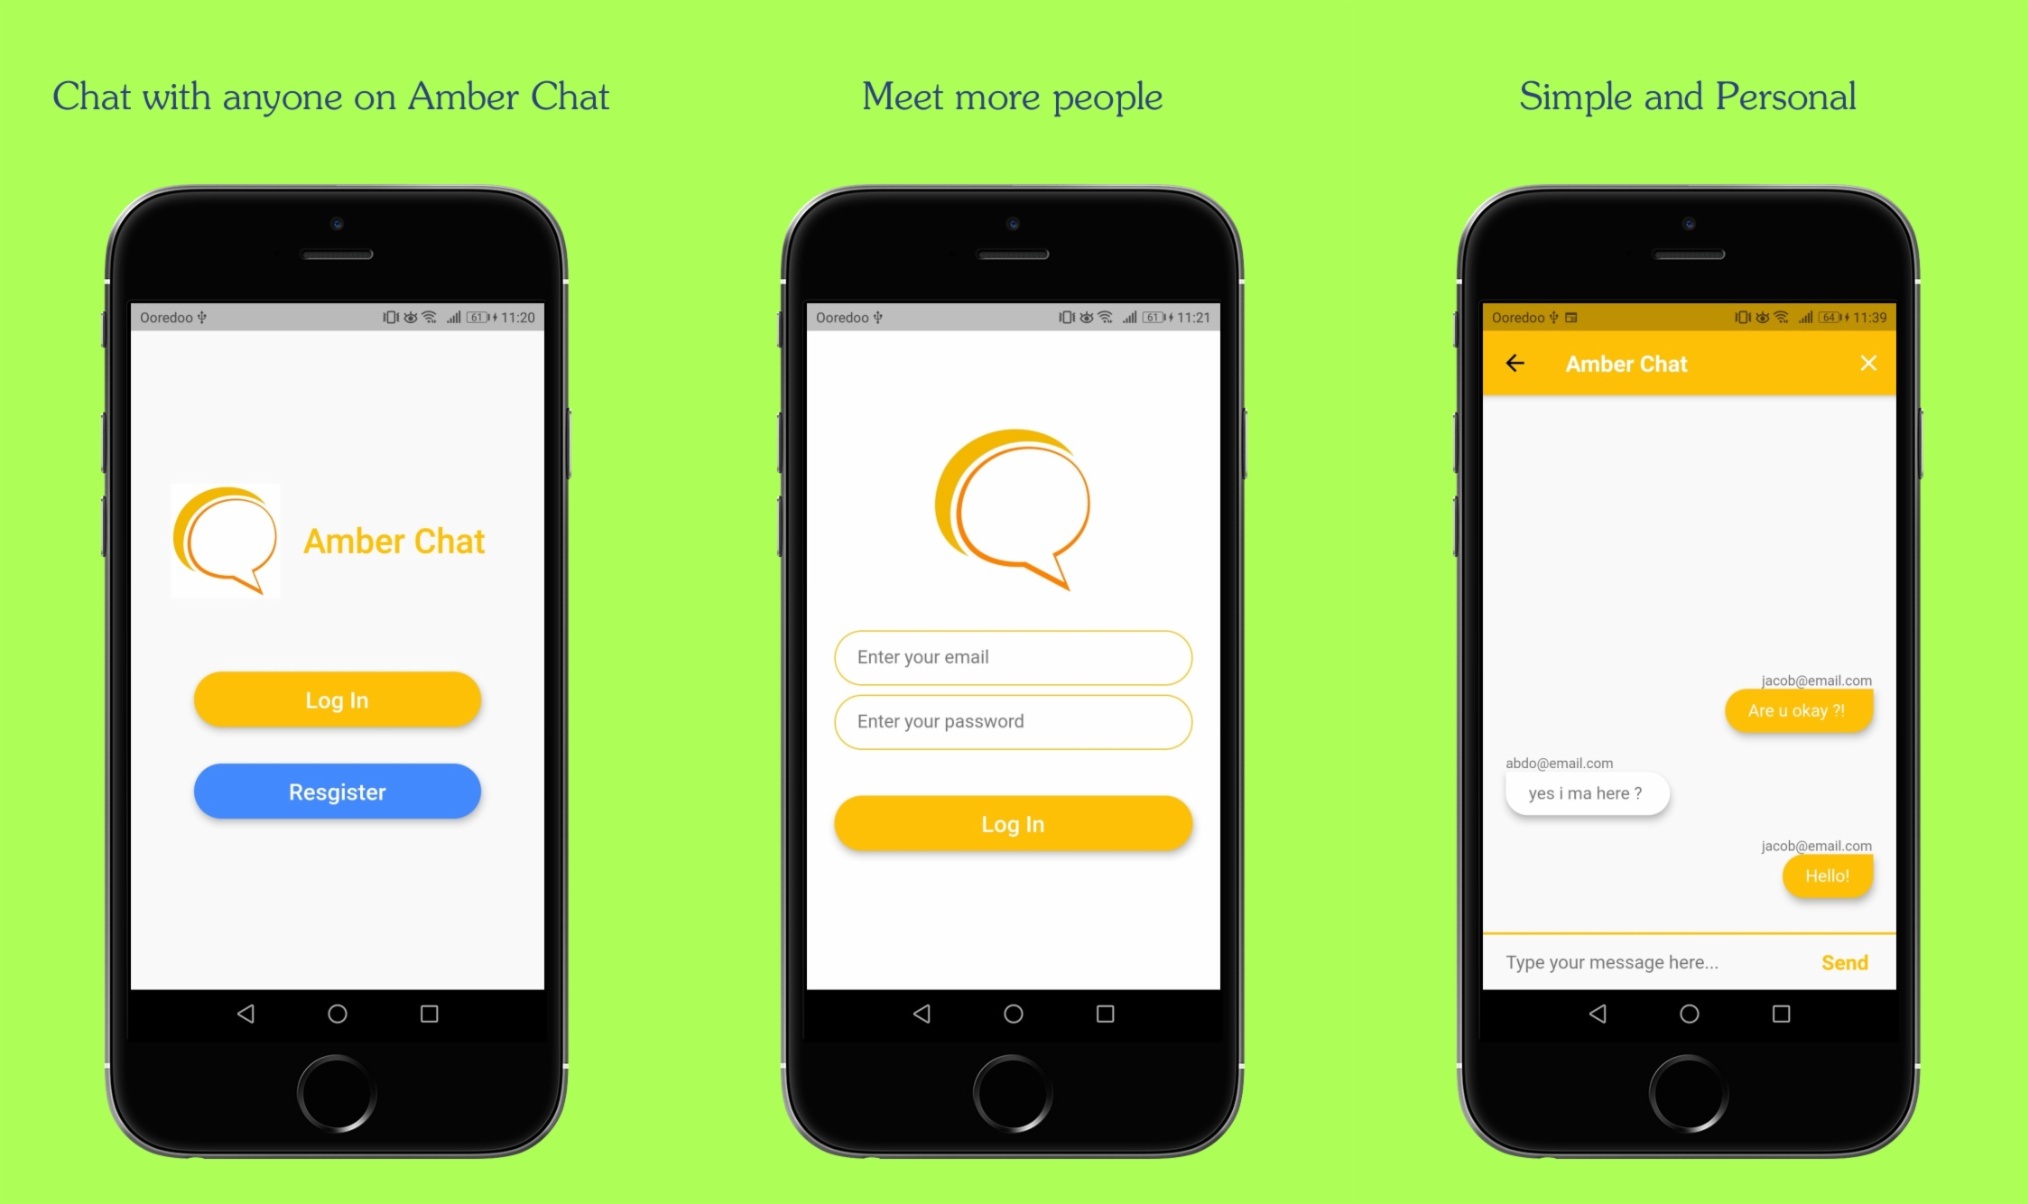 Chat with anyone on Amber Chat
Meet more people
Simple and Personal
Ooredoo 61 11:20
Amber Chat
Log In
Resgister
Ooredoo 61 11:21
Enter your email
Enter your password
Log In
Ooredoo 64 11:39
Amber Chat
jacob@email.com
Are u okay ?!
abdo@email.com
yes i ma here ?
jacob@email.com
Hello!
Type your message here... Send